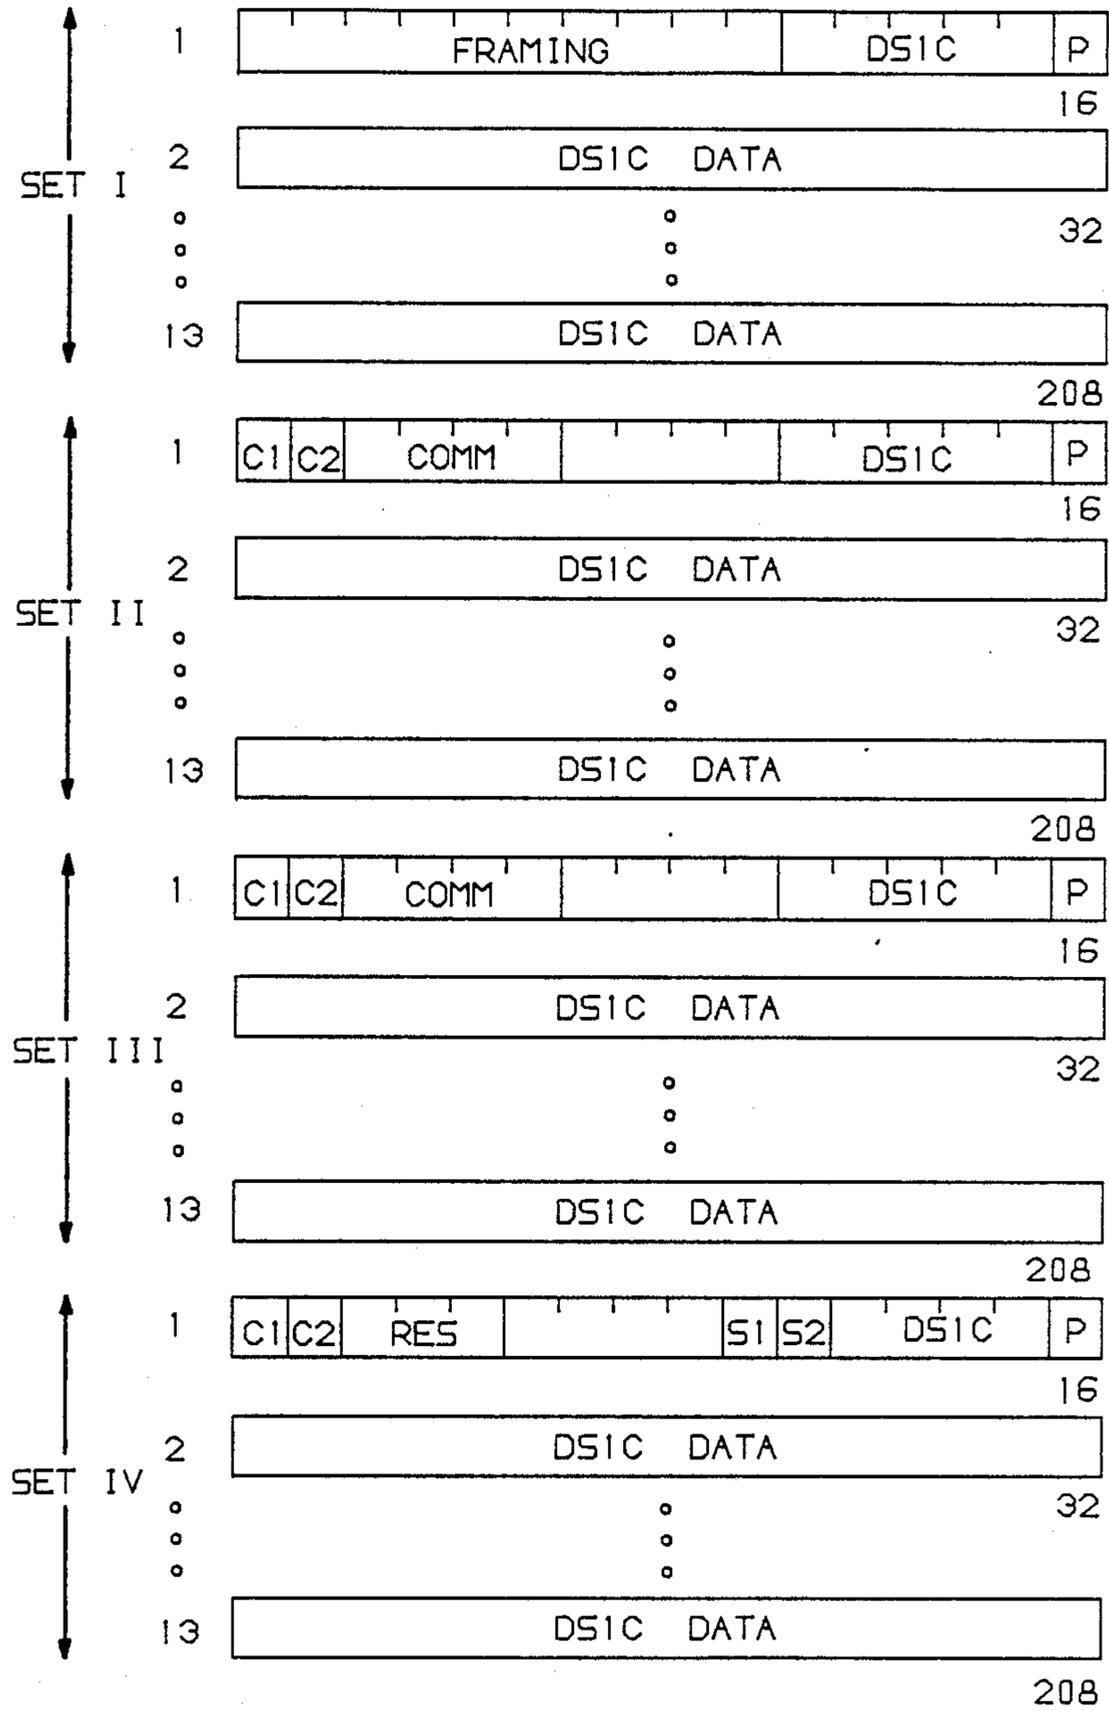 1 FRAMING DS1C P
16
2 DS1C DATA
SET I
32
13 DS1C DATA
208
1 C1 C2 COMM DS1C P
16
2 DS1C DATA
SET II
32
13 DS1C DATA
208
1 C1 C2 COMM DS1C P
16
2 DS1C DATA
SET III
32
13 DS1C DATA
208
1 C1 C2 RES S1 S2 DS1C P
16
2 DS1C DATA
SET IV
32
13 DS1C DATA
208